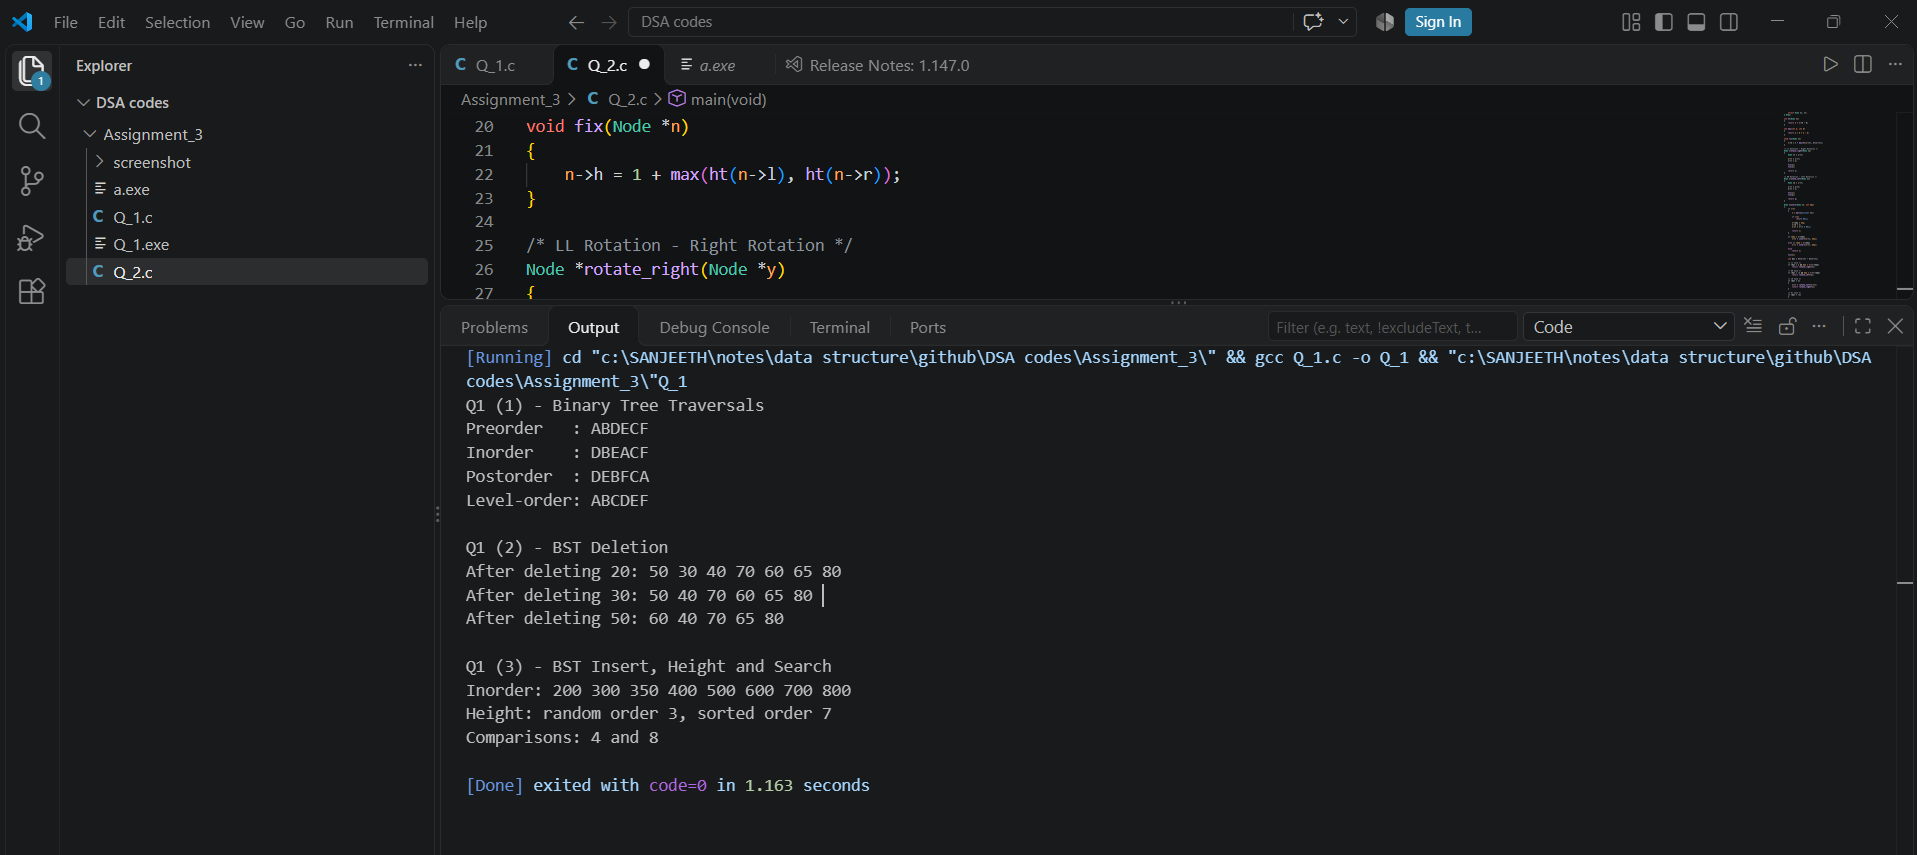 File Edit Selection View Go Run Terminal Help
DSA codes
Sign In
Explorer
1
DSA codes
Assignment_3
screenshot
a.exe
C Q_1.c
Q_1.exe
C Q_2.c
C Q_1.c
C Q_2.c
a.exe
Release Notes: 1.147.0
Assignment_3 > C Q_2.c > main(void)
20 void fix(Node *n)
21 {
22 n->h = 1 + max(ht(n->l), ht(n->r));
23 }
24
25 /* LL Rotation - Right Rotation */
26 Node *rotate_right(Node *y)
27 {
Problems Output Debug Console Terminal Ports
Filter (e.g. text, !excludeText, t...
Code
[Running] cd "c:\SANJEETH\notes\data structure\github\DSA codes\Assignment_3\" && gcc Q_1.c -o Q_1 && "c:\SANJEETH\notes\data structure\github\DSA
codes\Assignment_3\"Q_1
Q1 (1) - Binary Tree Traversals
Preorder   : ABDECF
Inorder    : DBEACF
Postorder  : DEBFCA
Level-order: ABCDEF
Q1 (2) - BST Deletion
After deleting 20: 50 30 40 70 60 65 80
After deleting 30: 50 40 70 60 65 80
After deleting 50: 60 40 70 65 80
Q1 (3) - BST Insert, Height and Search
Inorder: 200 300 350 400 500 600 700 800
Height: random order 3, sorted order 7
Comparisons: 4 and 8
[Done] exited with code=0 in 1.163 seconds